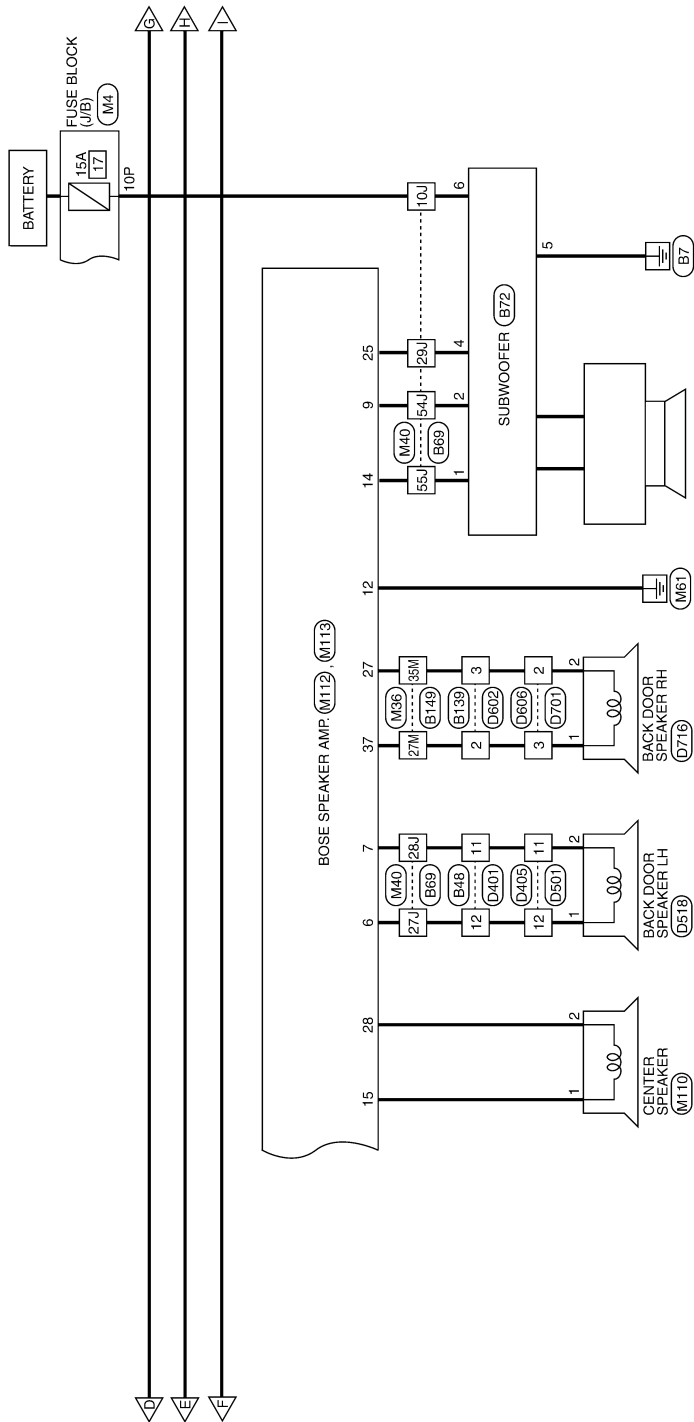 BATTERY
FUSE BLOCK
(J/B)
M4
15A
17
10P
D G
E H
F I
BOSE SPEAKER AMP. M112 , M113
15 28 6 7 37 27 12 14 9 25
M40 M36 M40
27J 28J 27M 35M 55J 54J 29J 10J
B69 B149 B69
1 2 4 6
B48 B139
12 11 2 3
D401 D602
SUBWOOFER B72
D405 D606
12 11 3 2
D501 D701
5
1 2 1 2 1 2
CENTER
SPEAKER
M110
BACK DOOR
SPEAKER LH
D518
BACK DOOR
SPEAKER RH
D716
M61
B7